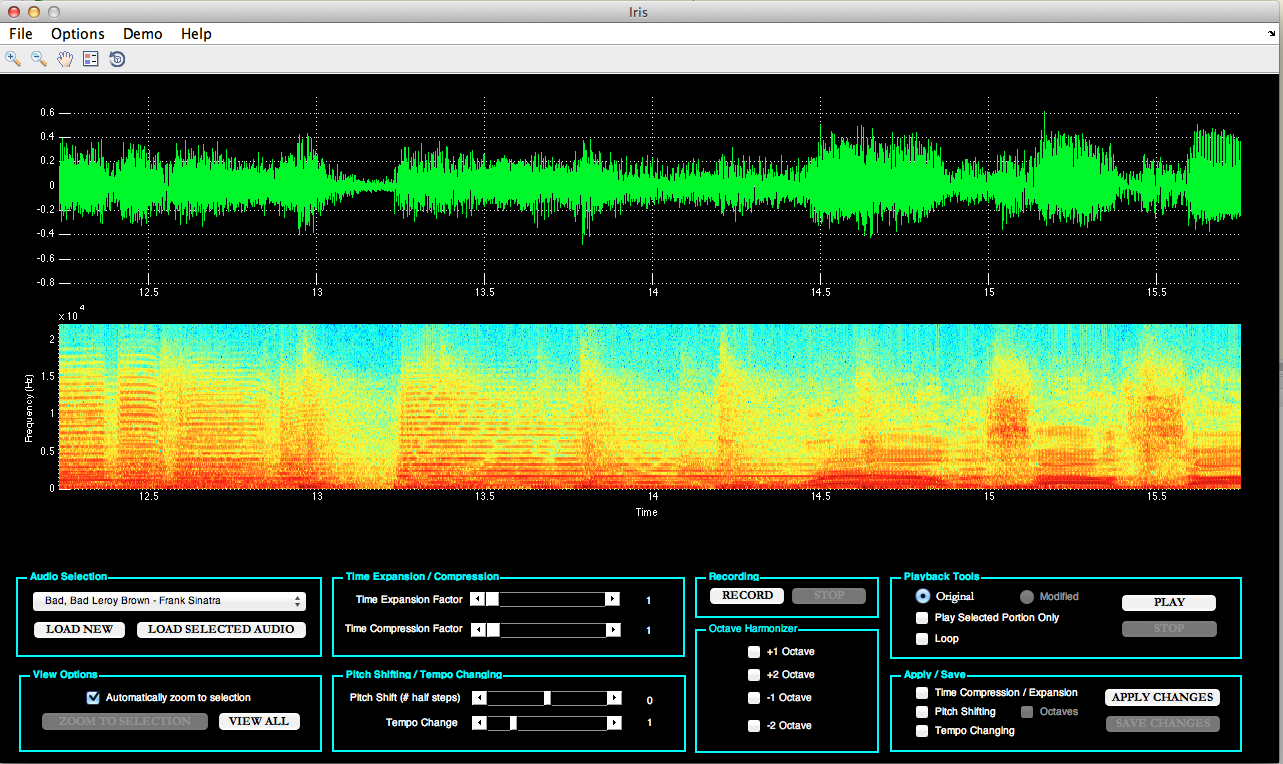 Iris
File Options Demo Help
0.6
0.4
0.2
0
-0.2
-0.4
-0.6
-0.8
12.5 13 13.5 14 14.5 15 15.5
x 10^4
2
1.5
1
0.5
0
Frequency (Hz)
12.5 13 13.5 14 14.5 15 15.5
Time
Audio Selection
Bad, Bad Leroy Brown - Frank Sinatra
LOAD NEW LOAD SELECTED AUDIO
View Options
Automatically zoom to selection
ZOOM TO SELECTION VIEW ALL
Time Expansion / Compression
Time Expansion Factor 1
Time Compression Factor 1
Pitch Shifting / Tempo Changing
Pitch Shift (# half steps) 0
Tempo Change 1
Recording
RECORD STOP
Octave Harmonizer
+1 Octave
+2 Octave
-1 Octave
-2 Octave
Playback Tools
Original Modified PLAY
Play Selected Portion Only
STOP
Loop
Apply / Save
Time Compression / Expansion APPLY CHANGES
Pitch Shifting Octaves
SAVE CHANGES
Tempo Changing